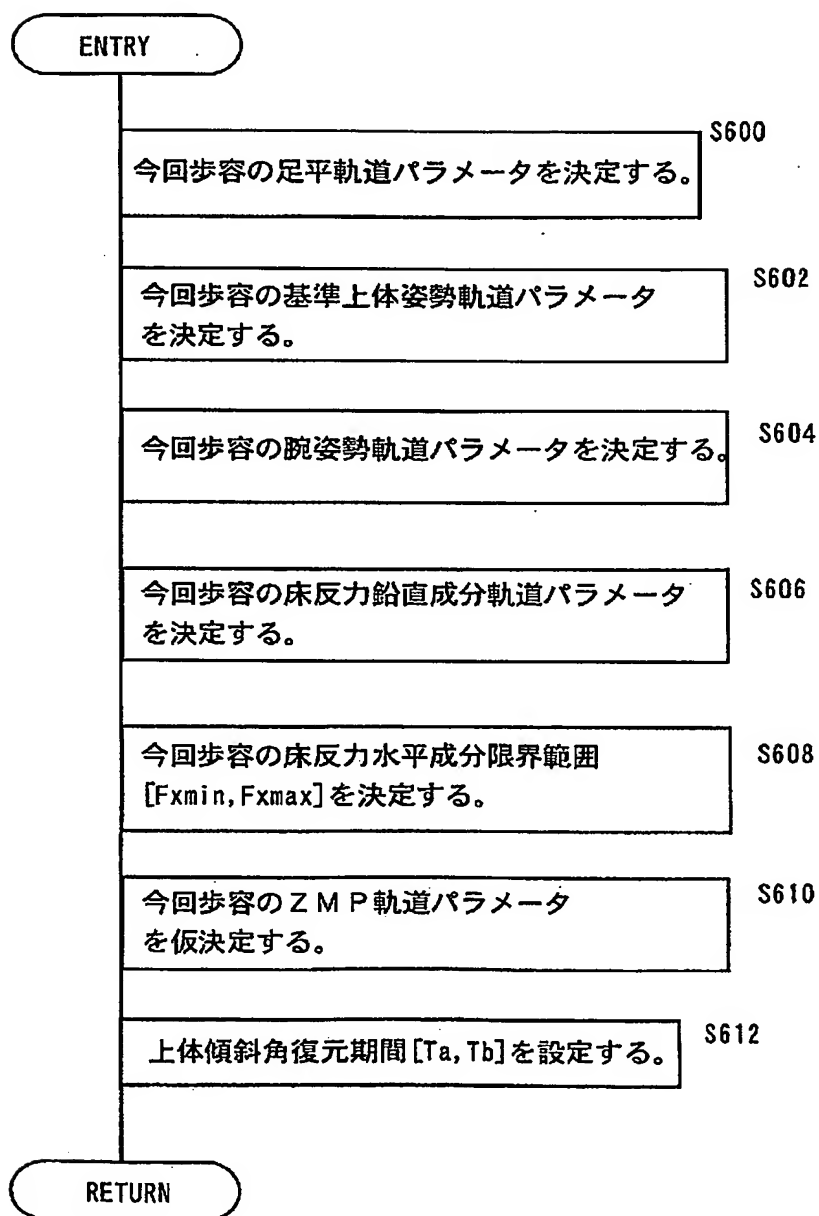 ENTRY
S600
今回歩容の足平軌道パラメータを決定する。
S602
今回歩容の基準上体姿勢軌道パラメータ
を決定する。
S604
今回歩容の腕姿勢軌道パラメータを決定する。
S606
今回歩容の床反力鉛直成分軌道パラメータ
を決定する。
S608
今回歩容の床反力水平成分限界範囲
[Fxmin,Fxmax]を決定する。
S610
今回歩容のZMP軌道パラメータ
を仮決定する。
S612
上体傾斜角復元期間[Ta,Tb]を設定する。
RETURN